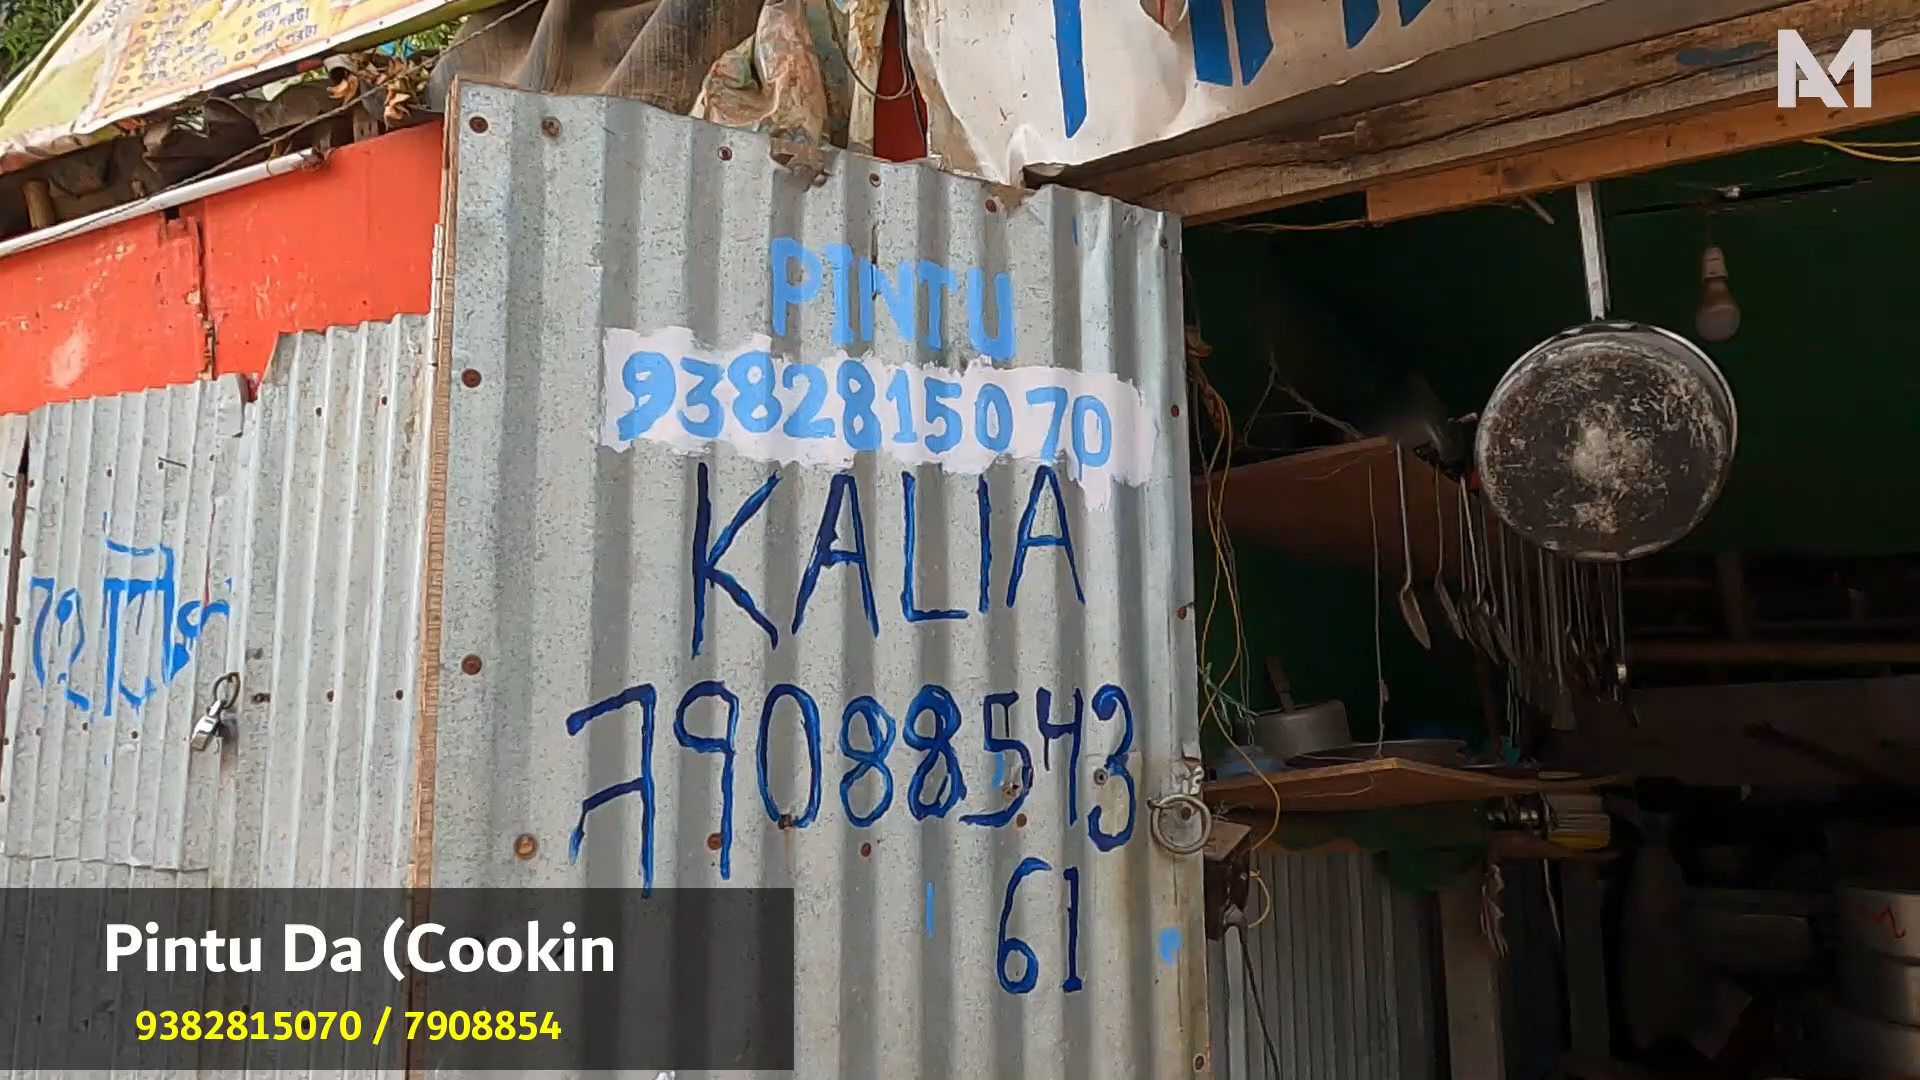 PINTU
9382815070
KALIA
79088543
61
Pintu Da (Cookin
9382815070 / 7908854